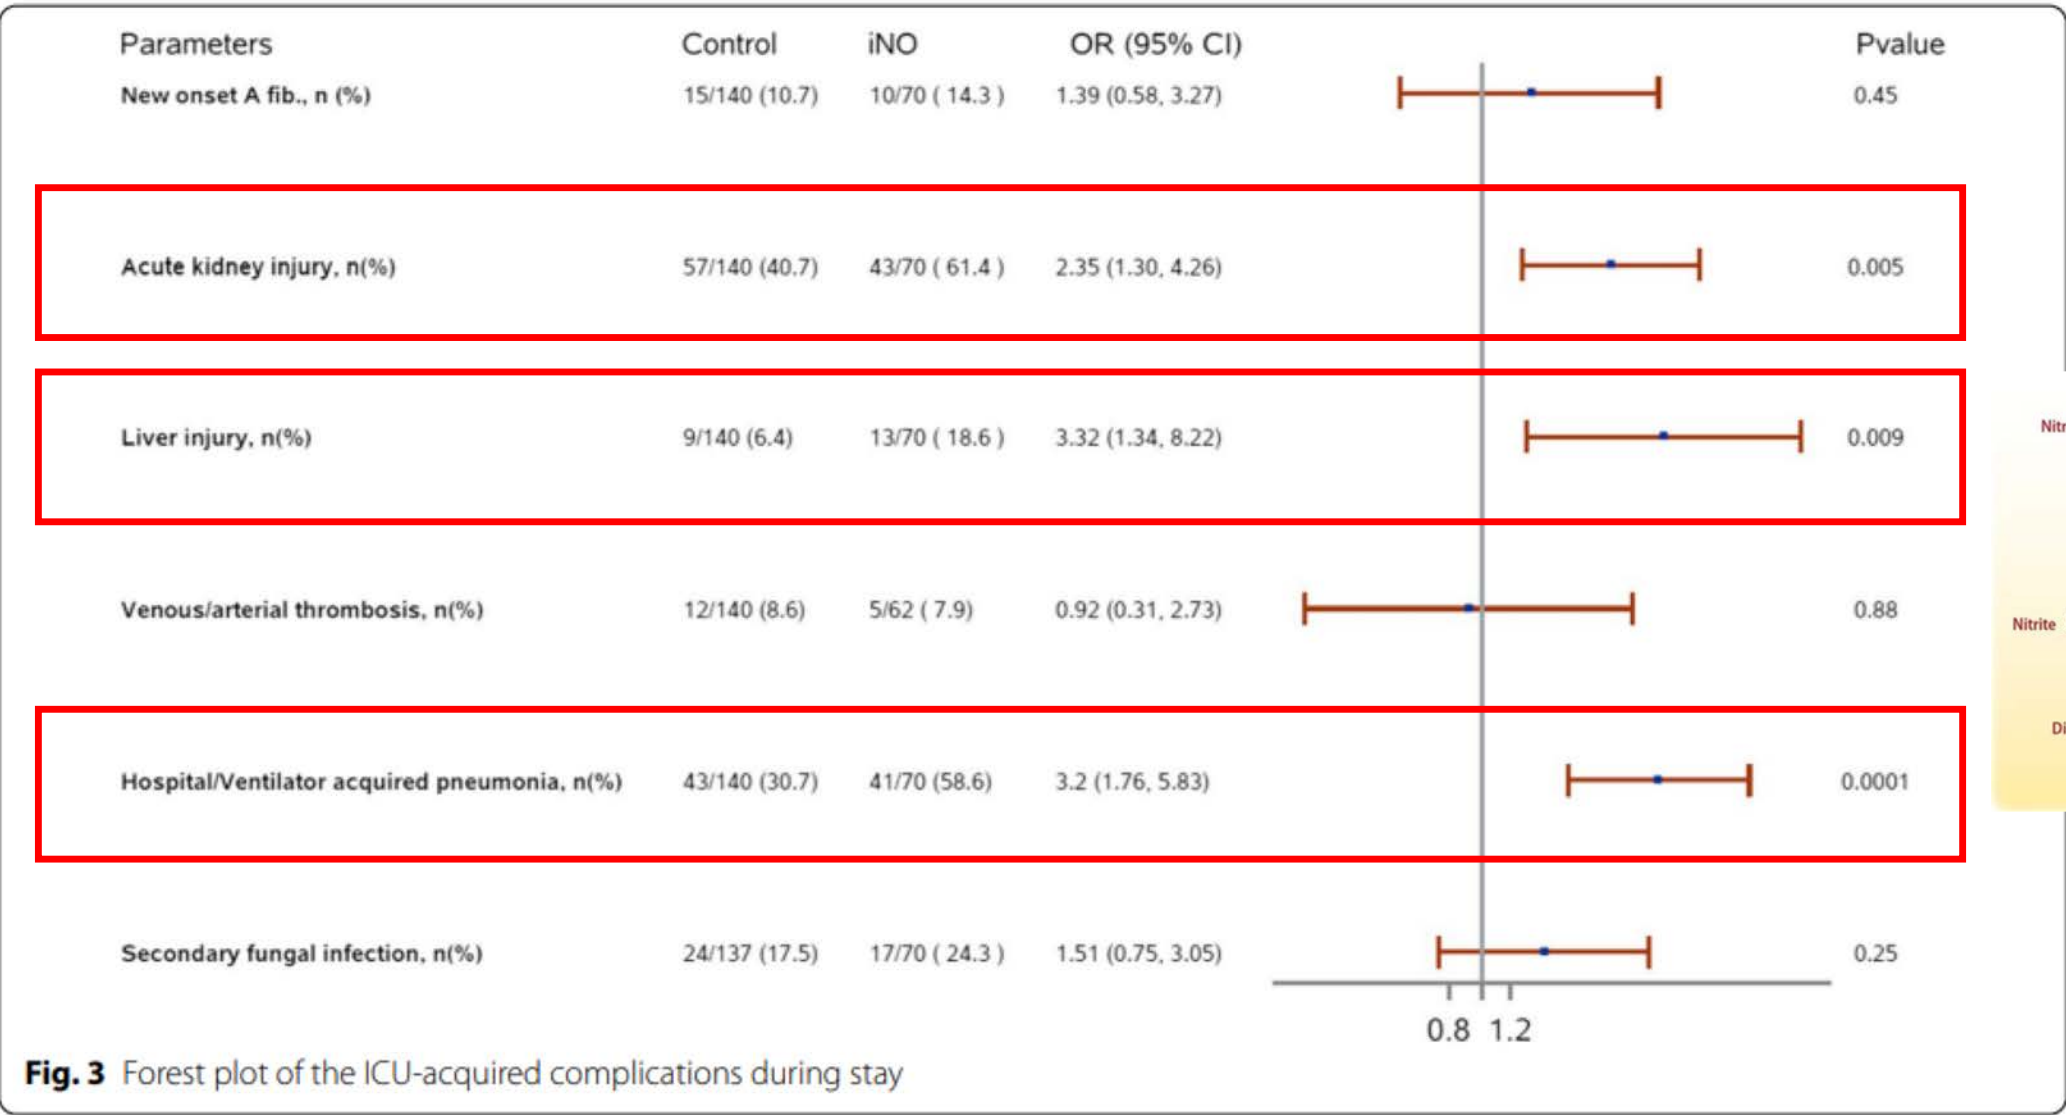 Parameters Control iNO OR (95% CI) Pvalue
New onset A fib., n (%) 15/140 (10.7) 10/70 ( 14.3 ) 1.39 (0.58, 3.27) 0.45
Acute kidney injury, n(%) 57/140 (40.7) 43/70 ( 61.4 ) 2.35 (1.30, 4.26) 0.005
Liver injury, n(%) 9/140 (6.4) 13/70 ( 18.6 ) 3.32 (1.34, 8.22) 0.009
Nitr
Venous/arterial thrombosis, n(%) 12/140 (8.6) 5/62 ( 7.9) 0.92 (0.31, 2.73) 0.88
Nitrite
Di
Hospital/Ventilator acquired pneumonia, n(%) 43/140 (30.7) 41/70 (58.6) 3.2 (1.76, 5.83) 0.0001
Secondary fungal infection, n(%) 24/137 (17.5) 17/70 ( 24.3 ) 1.51 (0.75, 3.05) 0.25
0.8 1.2
Fig. 3 Forest plot of the ICU-acquired complications during stay